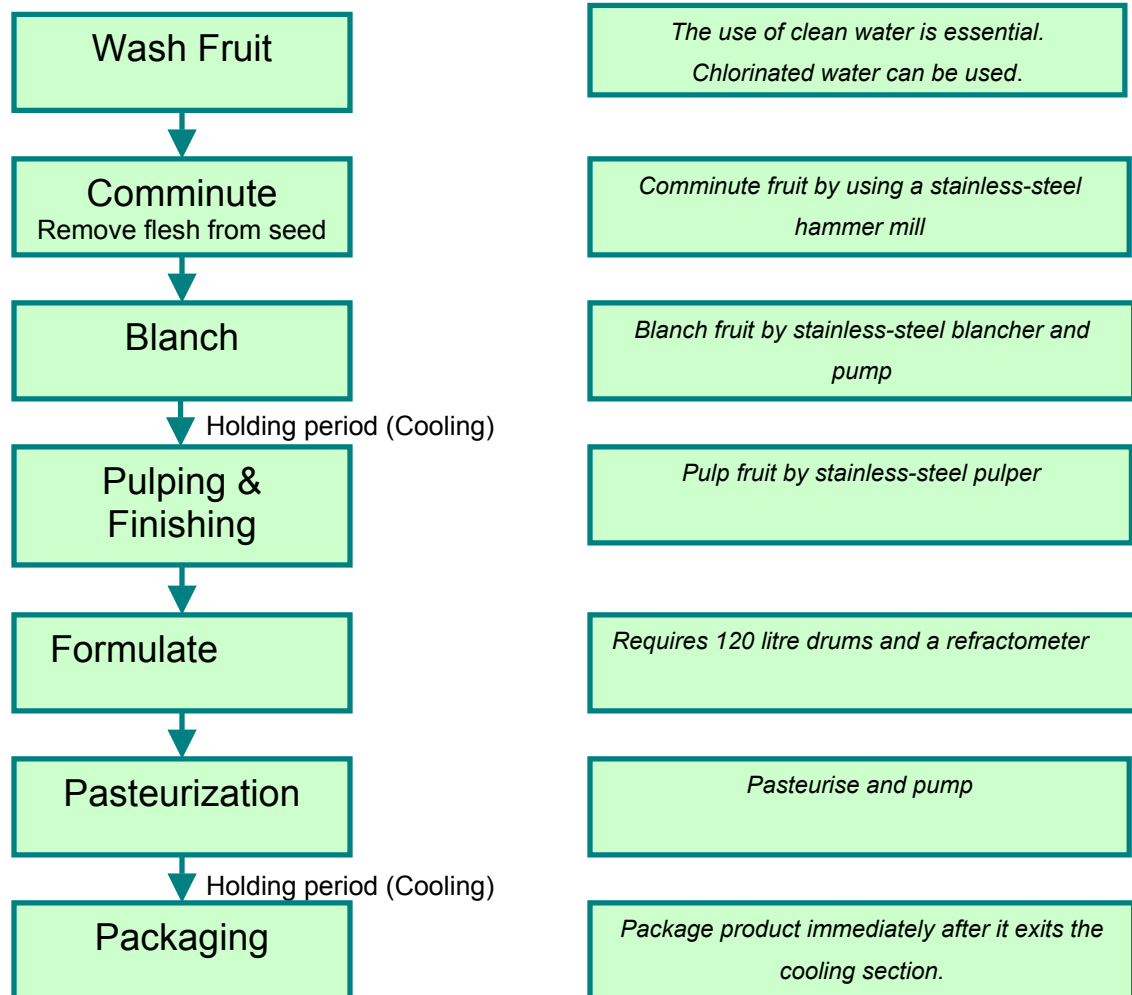 Wash Fruit
The use of clean water is essential.
Chlorinated water can be used.
Comminute
Remove flesh from seed
Comminute fruit by using a stainless-steel
hammer mill
Blanch
Blanch fruit by stainless-steel blancher and
pump
Holding period (Cooling)
Pulping &
Finishing
Pulp fruit by stainless-steel pulper
Formulate
Requires 120 litre drums and a refractometer
Pasteurization
Pasteurise and pump
Holding period (Cooling)
Packaging
Package product immediately after it exits the
cooling section.